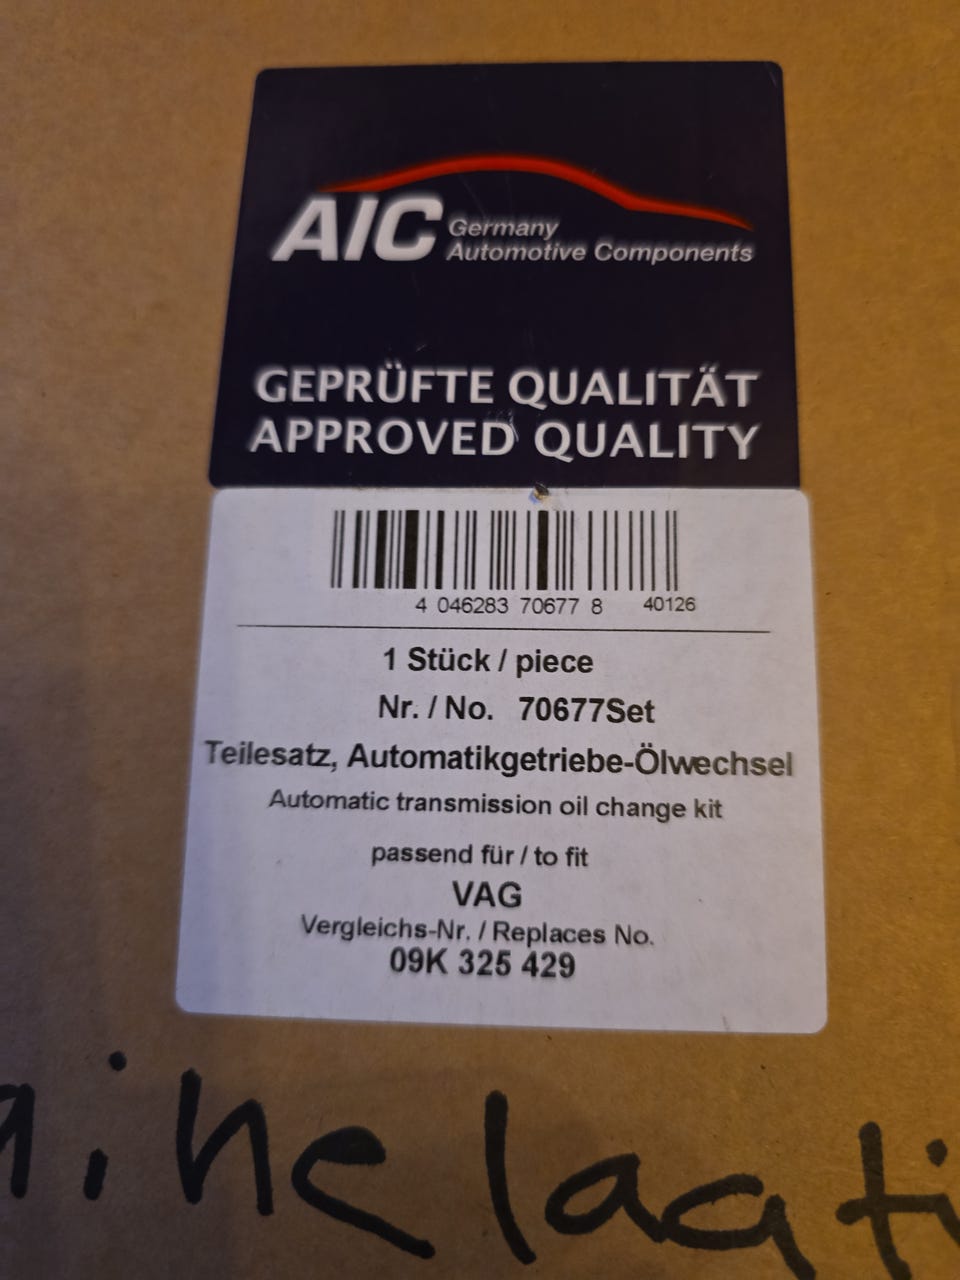 AIC Germany
Automotive Components
GEPRÜFTE QUALITÄT
APPROVED QUALITY
4 046283 70677 8 40126
1 Stück / piece
Nr. / No. 70677Set
Teilesatz, Automatikgetriebe-Ölwechsel
Automatic transmission oil change kit
passend für / to fit
VAG
Vergleichs-Nr. / Replaces No.
09K 325 429
aihelaati